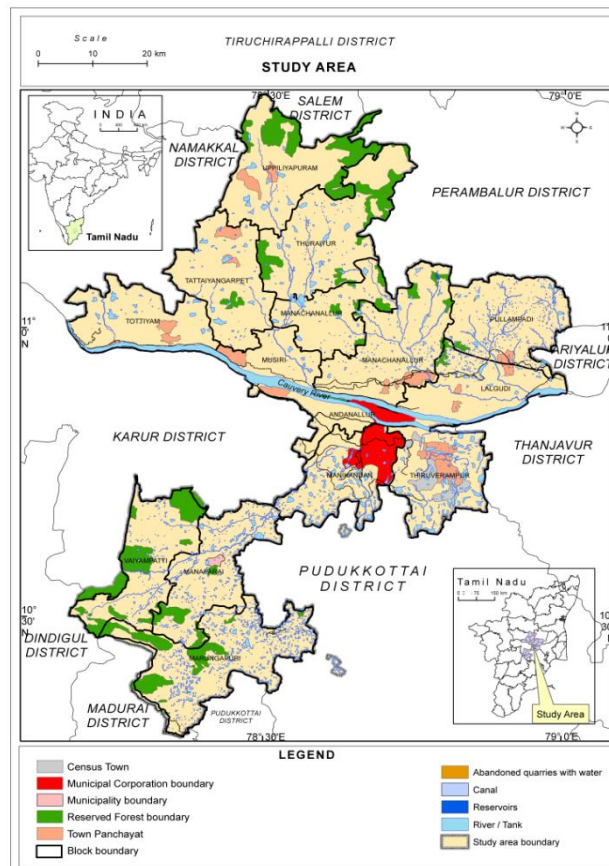 Scale
0 10 20 km
TIRUCHIRAPPALLI DISTRICT
STUDY AREA
78°30'E
79°0'E
INDIA
Tamil Nadu
SALEM
DISTRICT
NAMAKKAL
DISTRICT
PERAMBALUR DISTRICT
UPPILIYAPURAM
THURAIYUR
TATTAIYANGARPET
MANACHANALLUR
PULLAMPADI
11°
0'
N
TOTTIYAM
MUSIRI
MANACHANALLUR
LALGUDI
ARIYALUR
DISTRICT
Cauvery River
ANDANALLUR
KARUR DISTRICT
THANJAVUR
DISTRICT
MANIKANDAM
THIRUVERAMPUR
VAIYAMPATTI
MANAPARAI
PUDUKKOTTAI
DISTRICT
10°
30'
N
DINDIGUL
DISTRICT
MARUNGAPURI
MADURAI
DISTRICT
PUDUKKOTTAI
DISTRICT
Tamil Nadu
Study Area
78°30'E
79°0'E
LEGEND
Census Town
Municipal Corporation boundary
Municipality boundary
Reserved Forest boundary
Town Panchayat
Block boundary
Abandoned quarries with water
Canal
Reservoirs
River / Tank
Study area boundary